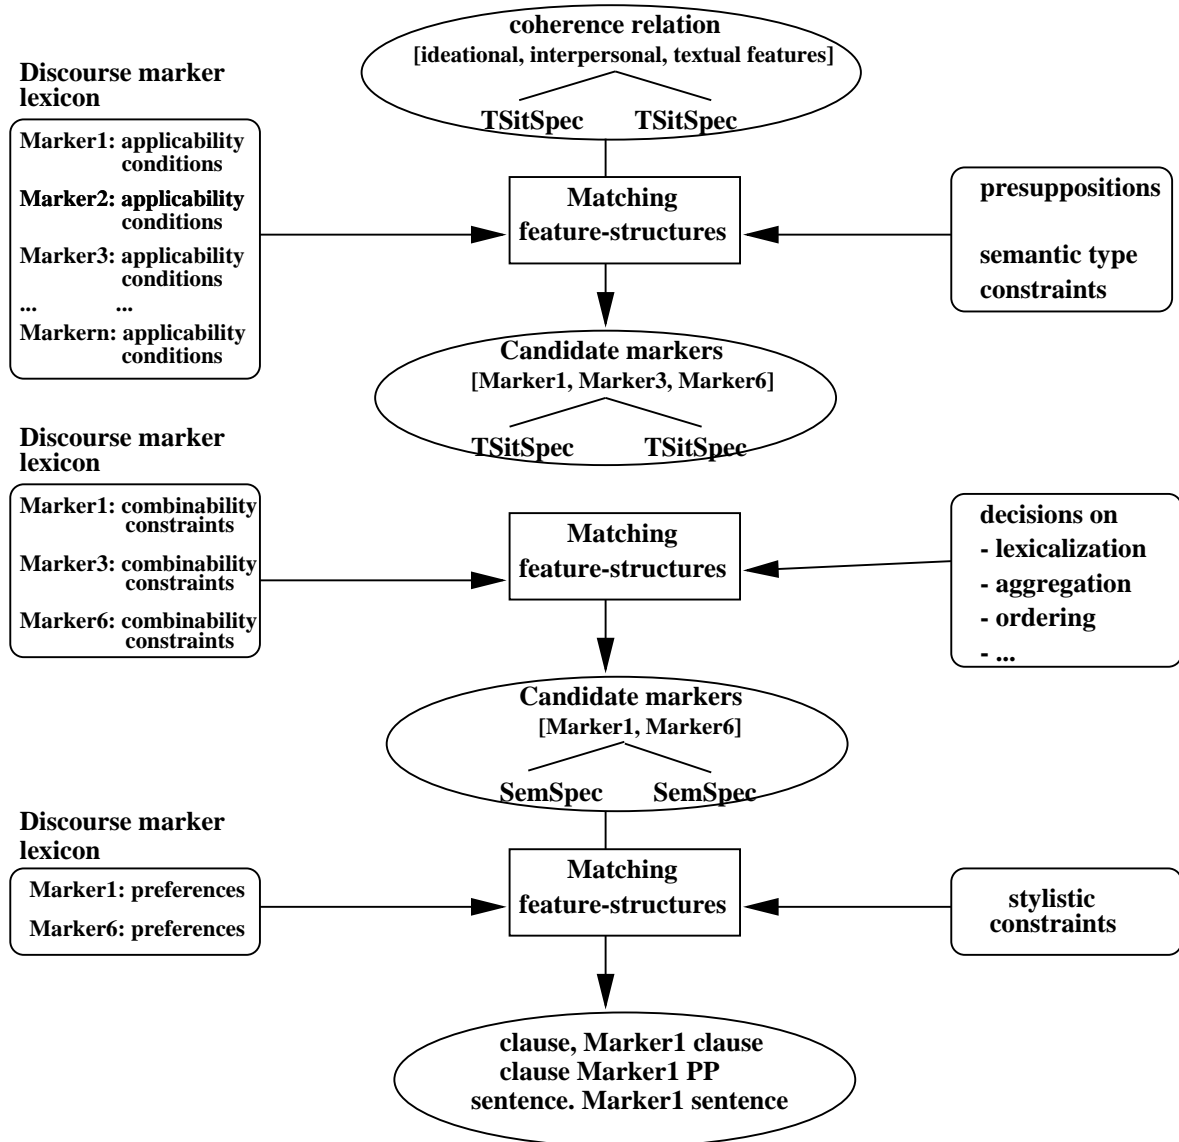 coherence relation
[ideational, interpersonal, textual features]
TSitSpec TSitSpec
Discourse marker
lexicon
Marker1: applicability
conditions
Marker2: applicability
conditions
Marker3: applicability
conditions
... ...
Markern: applicability
conditions
Matching
feature-structures
presuppositions
semantic type
constraints
Candidate markers
[Marker1, Marker3, Marker6]
TSitSpec TSitSpec
Discourse marker
lexicon
Marker1: combinability
constraints
Marker3: combinability
constraints
Marker6: combinability
constraints
Matching
feature-structures
decisions on
- lexicalization
- aggregation
- ordering
- ...
Candidate markers
[Marker1, Marker6]
SemSpec SemSpec
Discourse marker
lexicon
Marker1: preferences
Marker6: preferences
Matching
feature-structures
stylistic
constraints
clause, Marker1 clause
clause Marker1 PP
sentence. Marker1 sentence